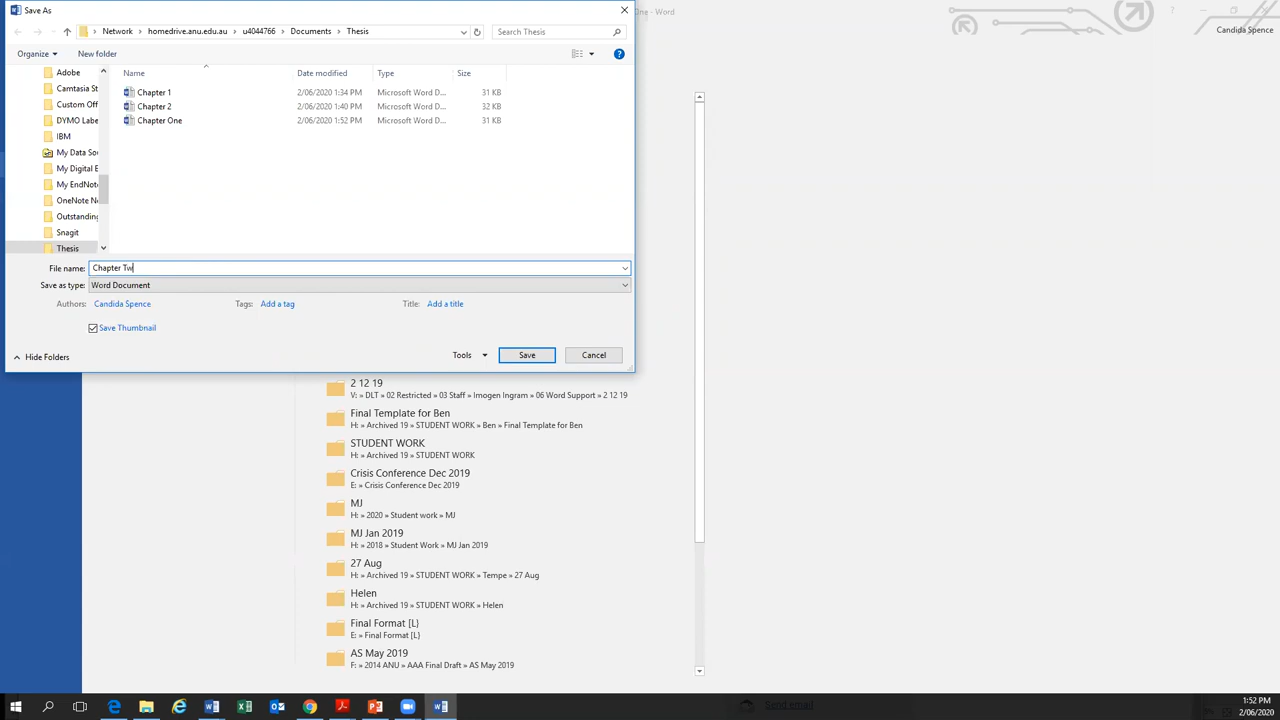 Save As
One - Word
Candida Spence
Network > homedrive.anu.edu.au > u4044766 > Documents > Thesis
Search Thesis
Organize
New folder
Name
Date modified
Type
Size
Adobe
Camtasia St
Custom Off
DYMO Labe
IBM
My Data Sou
My Digital E
My EndNote
OneNote No
Outstanding
Snagit
Thesis
Chapter 1 2/06/2020 1:34 PM Microsoft Word D... 31 KB
Chapter 2 2/06/2020 1:40 PM Microsoft Word D... 32 KB
Chapter One 2/06/2020 1:52 PM Microsoft Word D... 31 KB
File name: Chapter Tw
Save as type: Word Document
Authors: Candida Spence
Tags: Add a tag
Title: Add a title
Save Thumbnail
Hide Folders
Tools
Save
Cancel
2 12 19
V: » DLT » 02 Restricted » 03 Staff » Imogen Ingram » 06 Word Support » 2 12 19
Final Template for Ben
H: » Archived 19 » STUDENT WORK » Ben » Final Template for Ben
STUDENT WORK
H: » Archived 19 » STUDENT WORK
Crisis Conference Dec 2019
E: » Crisis Conference Dec 2019
MJ
H: » 2020 » Student work » MJ
MJ Jan 2019
H: » 2018 » Student Work » MJ Jan 2019
27 Aug
H: » Archived 19 » STUDENT WORK » Tempe » 27 Aug
Helen
H: » Archived 19 » STUDENT WORK » Helen
Final Format [L}
E: » Final Format [L}
AS May 2019
F: » 2014 ANU » AAA Final Draft » AS May 2019
Send email
1:52 PM
2/06/2020